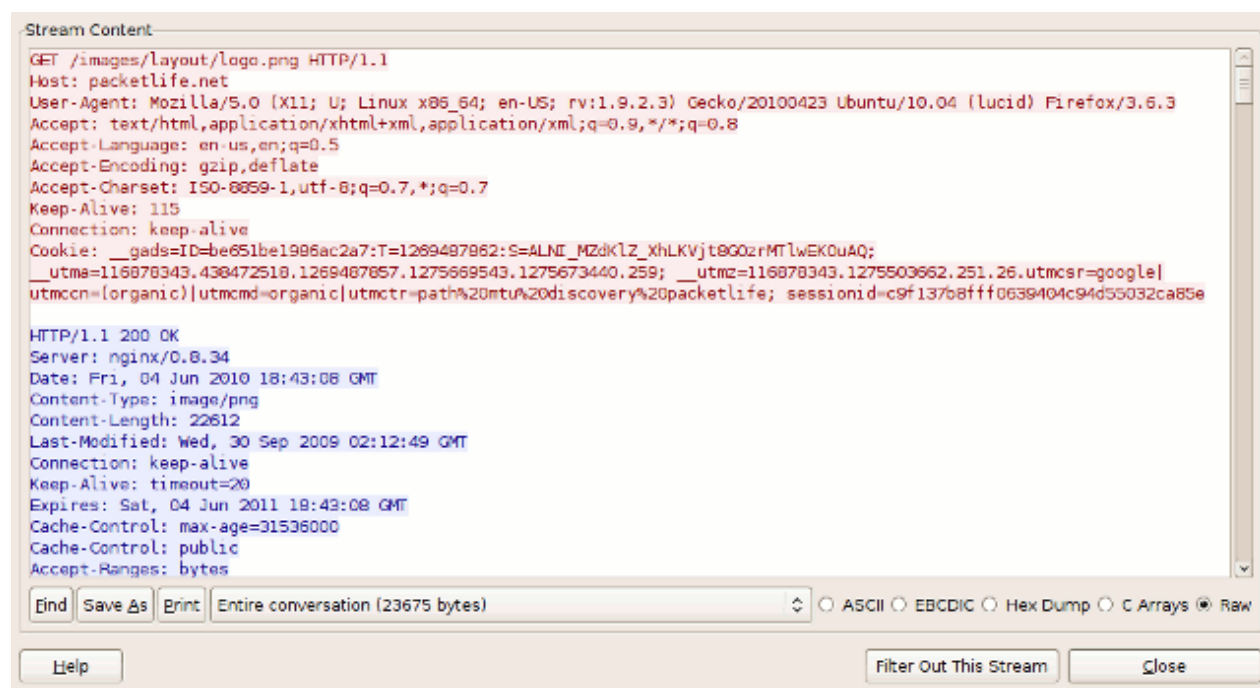 Stream Content
GET /images/layout/logo.png HTTP/1.1
Host: packetlife.net
User-Agent: Mozilla/5.0 (X11; U; Linux x86_64; en-US; rv:1.9.2.3) Gecko/20100423 Ubuntu/10.04 (lucid) Firefox/3.6.3
Accept: text/html,application/xhtml+xml,application/xml;q=0.9,*/*;q=0.8
Accept-Language: en-us,en;q=0.5
Accept-Encoding: gzip,deflate
Accept-Charset: ISO-8859-1,utf-8;q=0.7,*;q=0.7
Keep-Alive: 115
Connection: keep-alive
Cookie: __gads=ID=be651be1986ac2a7:T=1269487862:S=ALNI_MZdKlZ_XhLKVjt8GOzrMTlwEKOuAQ;
__utma=116878343.438472518.1269487857.1275669543.1275673440.259; __utmz=116878343.1275503662.251.26.utmcsr=google|
utmccn=(organic)|utmcmd=organic|utmctr=path%20mtu%20discovery%20packetlife; sessionid=c9f137b8fff0639404c94d55032ca85e
HTTP/1.1 200 OK
Server: nginx/0.8.34
Date: Fri, 04 Jun 2010 18:43:08 GMT
Content-Type: image/png
Content-Length: 22612
Last-Modified: Wed, 30 Sep 2009 02:12:49 GMT
Connection: keep-alive
Keep-Alive: timeout=20
Expires: Sat, 04 Jun 2011 18:43:08 GMT
Cache-Control: max-age=31536000
Cache-Control: public
Accept-Ranges: bytes
Find Save As Print Entire conversation (23675 bytes) ASCII EBCDIC Hex Dump C Arrays Raw
Help Filter Out This Stream Close